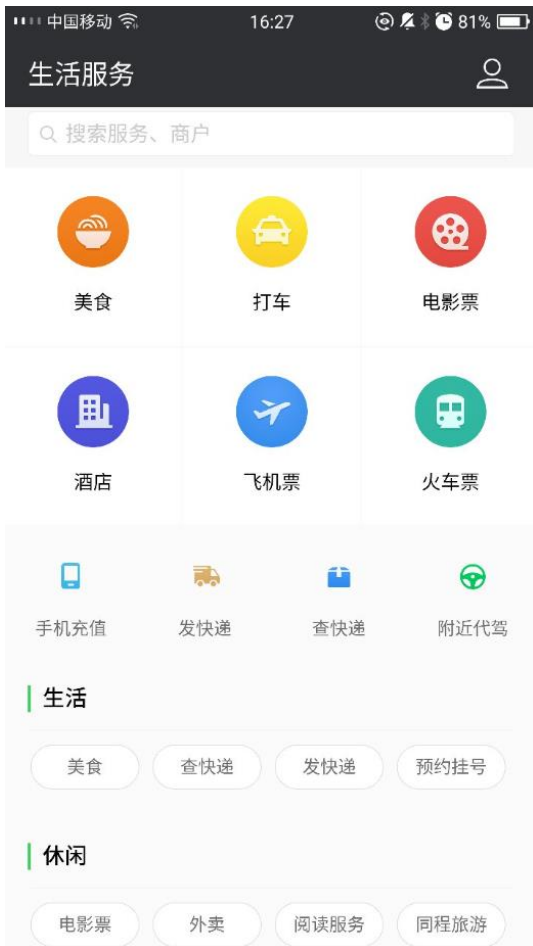 中国移动 16:27 81%
生活服务
搜索服务、商户
美食 打车 电影票
酒店 飞机票 火车票
手机充值 发快递 查快递 附近代驾
生活
美食 查快递 发快递 预约挂号
休闲
电影票 外卖 阅读服务 同程旅游